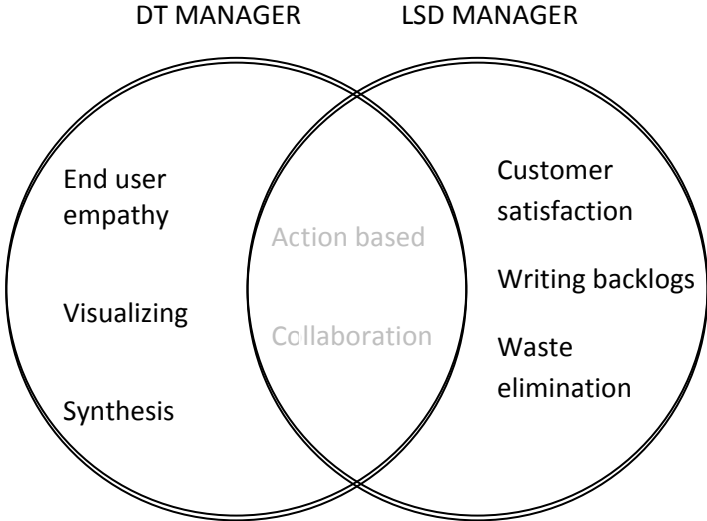 DT MANAGER
LSD MANAGER
End user
empathy
Visualizing
Synthesis
Action based
Collaboration
Customer
satisfaction
Writing backlogs
Waste
elimination